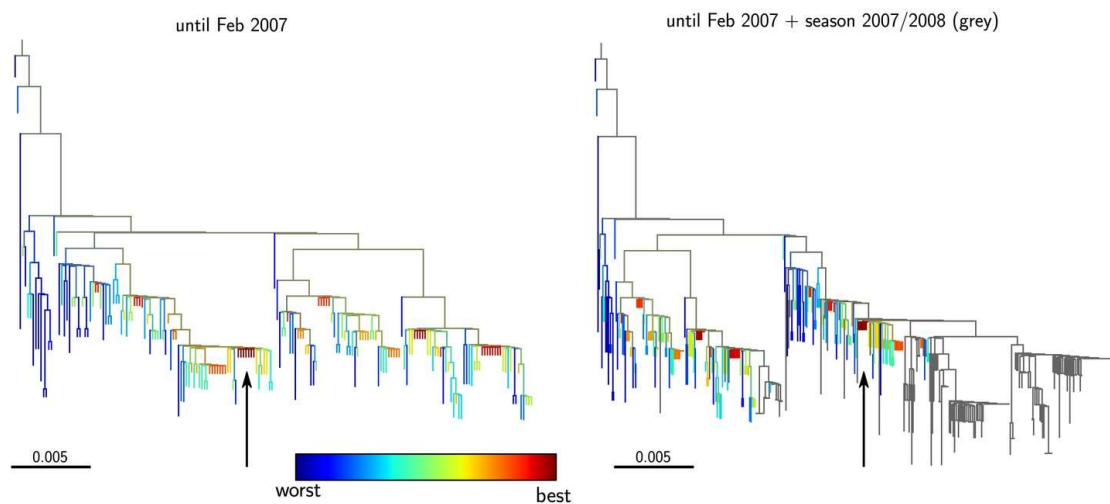 until Feb 2007
until Feb 2007 + season 2007/2008 (grey)
0.005
worst
best
0.005